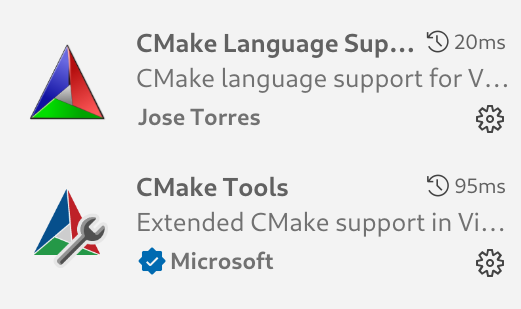 CMake Language Sup... 20ms
CMake language support for V...
Jose Torres
CMake Tools 95ms
Extended CMake support in Vi...
Microsoft